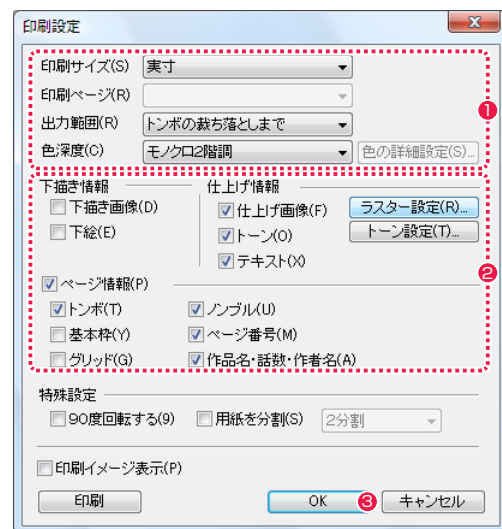 印刷設定
印刷サイズ(S) 実寸
印刷ページ(R)
出力範囲(R) トンボの裁ち落としまで
色深度(C) モノクロ2階調 色の詳細設定(S)...
❶
下描き情報 仕上げ情報
下描き画像(D) 仕上げ画像(F) ラスター設定(R)...
下絵(E) トーン(O) トーン設定(T)...
テキスト(X)
❷
ページ情報(P)
トンボ(T) ノンブル(U)
基本枠(Y) ページ番号(M)
グリッド(G) 作品名・話数・作者名(A)
特殊設定
90度回転する(9) 用紙を分割(S) 2分割
印刷イメージ表示(P)
印刷 OK ❸ キャンセル